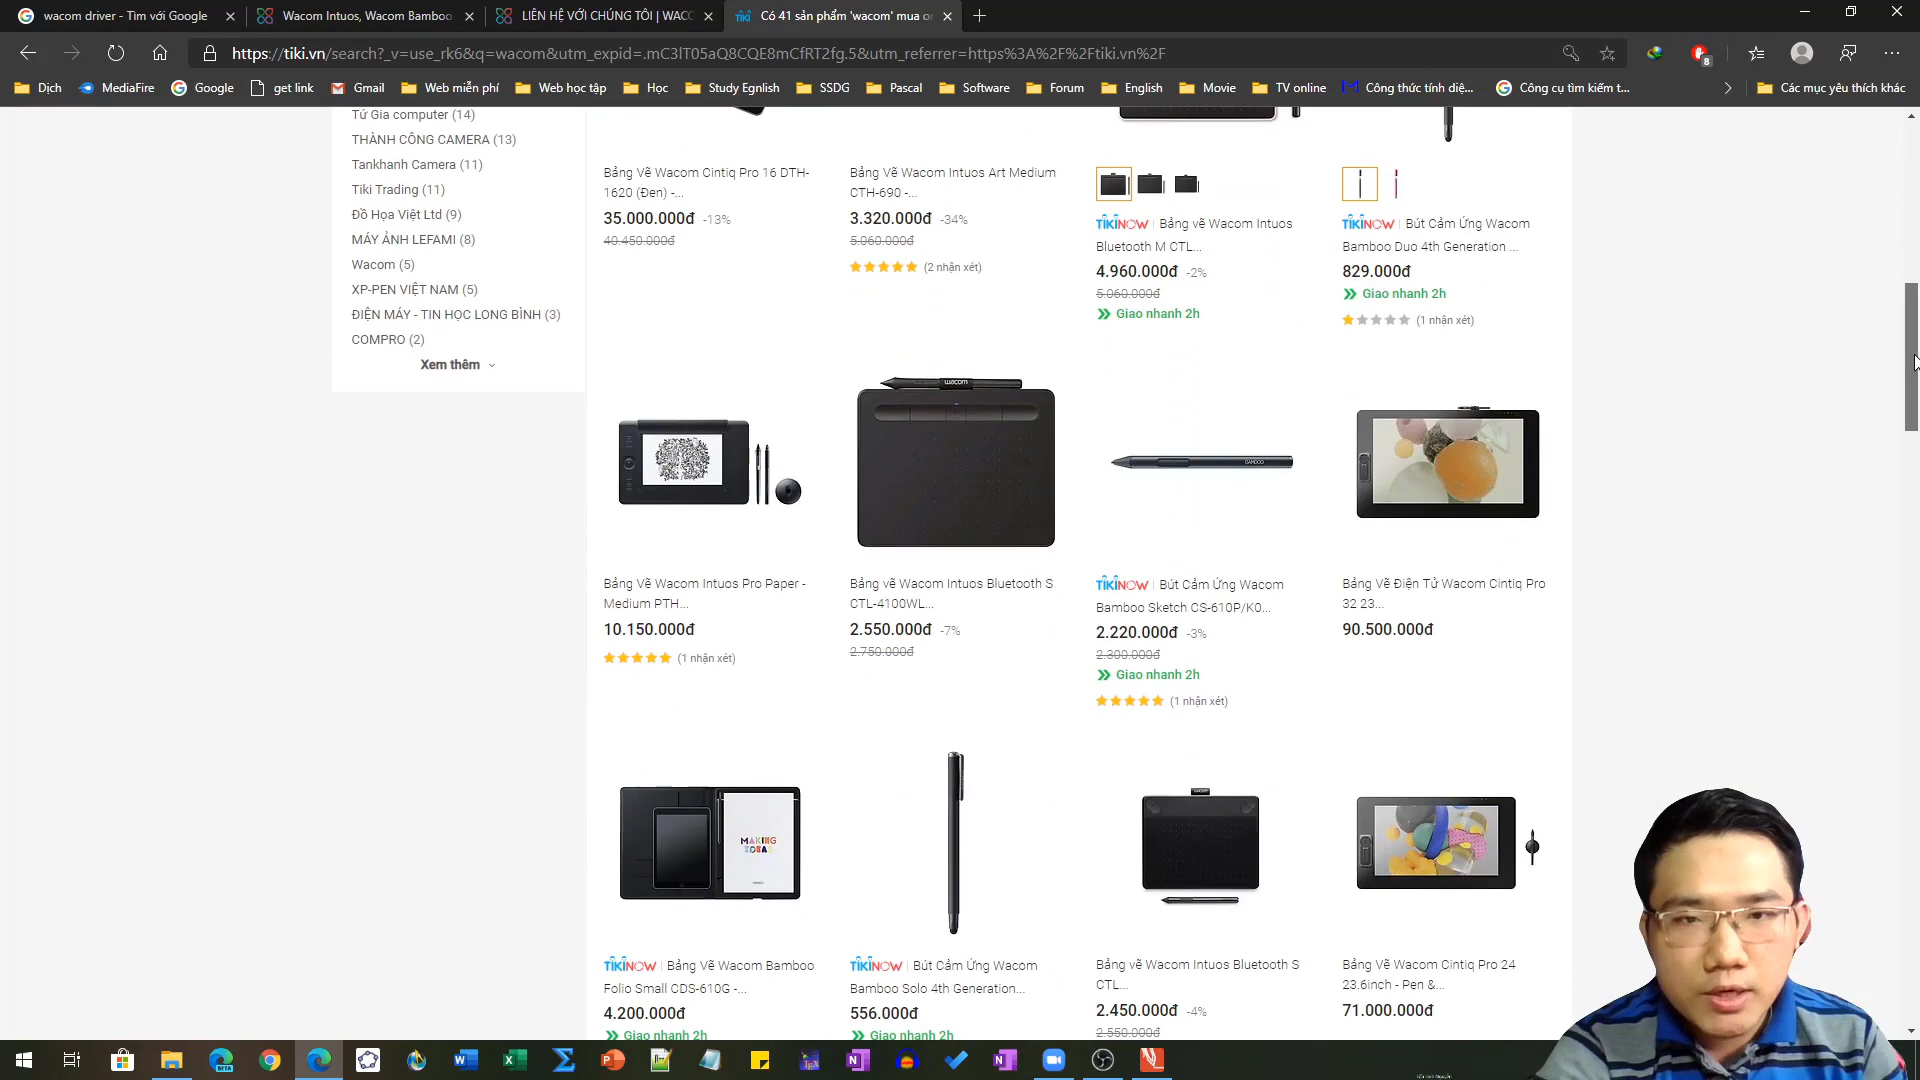 wacom driver - Tìm với Google
Wacom Intuos, Wacom Bamboo
LIÊN HỆ VỚI CHÚNG TÔI | WACC
TIKI Có 41 sản phẩm 'wacom' mua or
https://tiki.vn/search?_v=use_rk6&q=wacom&utm_expid=.mC3lT05aQ8CQE8mCfRT2fg.5&utm_referrer=https%3A%2F%2Ftiki.vn%2F
8
Dịch
MediaFire
Google
get link
Gmail
Web miễn phí
Web học tập
Học
Study Egnlish
SSDG
Pascal
Software
Forum
English
Movie
TV online
Công thức tính diệ...
Công cụ tìm kiếm t...
Các mục yêu thích khác
Tứ Gia computer (14)
THÀNH CÔNG CAMERA (13)
Tankhanh Camera (11)
Tiki Trading (11)
Đồ Họa Việt Ltd (9)
MÁY ẢNH LEFAMI (8)
Wacom (5)
XP-PEN VIỆT NAM (5)
ĐIỆN MÁY - TIN HỌC LONG BÌNH (3)
COMPRO (2)
Xem thêm
Bảng Vẽ Wacom Cintiq Pro 16 DTH-
1620 (Đen) -...
35.000.000đ -13%
40.450.000đ
Bảng Vẽ Wacom Intuos Art Medium
CTH-690 -...
3.320.000đ -34%
5.060.000đ
(2 nhận xét)
TIKINOW Bảng vẽ Wacom Intuos
Bluetooth M CTL...
4.960.000đ -2%
5.060.000đ
Giao nhanh 2h
TIKINOW Bút Cảm Ứng Wacom
Bamboo Duo 4th Generation ...
829.000đ
Giao nhanh 2h
(1 nhận xét)
wacom
BAMBOO
Bảng Vẽ Wacom Intuos Pro Paper -
Medium PTH...
10.150.000đ
(1 nhận xét)
Bảng vẽ Wacom Intuos Bluetooth S
CTL-4100WL...
2.550.000đ -7%
2.750.000đ
TIKINOW Bút Cảm Ứng Wacom
Bamboo Sketch CS-610P/K0...
2.220.000đ -3%
2.300.000đ
Giao nhanh 2h
(1 nhận xét)
Bảng Vẽ Điện Tử Wacom Cintiq Pro
32 23...
90.500.000đ
MAKING
IDEAS
wacom
TIKINOW Bảng Vẽ Wacom Bamboo
Folio Small CDS-610G -...
4.200.000đ
Giao nhanh 2h
TIKINOW Bút Cảm Ứng Wacom
Bamboo Solo 4th Generation...
556.000đ
Giao nhanh 2h
Bảng vẽ Wacom Intuos Bluetooth S
CTL...
2.450.000đ -4%
2.550.000đ
Bảng Vẽ Wacom Cintiq Pro 24
23.6inch - Pen &...
71.000.000đ